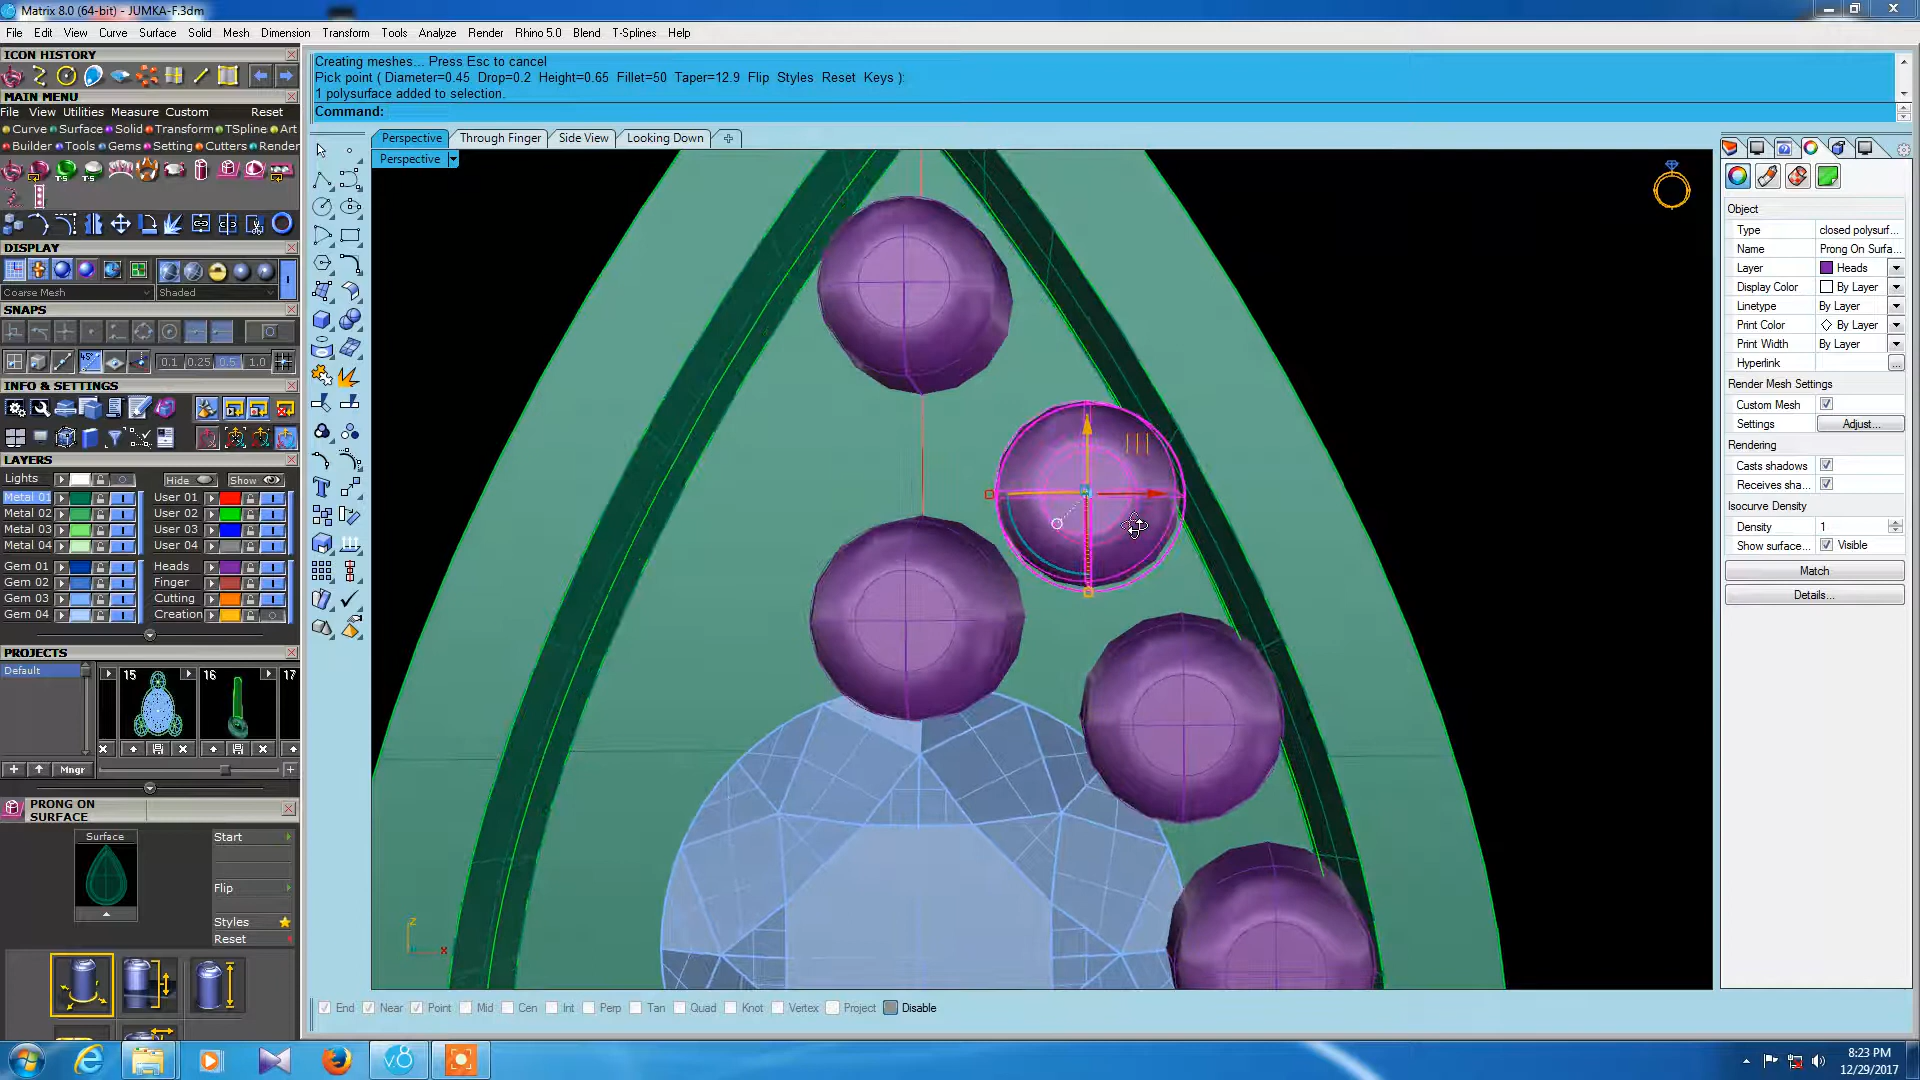 Matrix 8.0 (64-bit) - JUMKA-F.3dm
File Edit View Curve Surface Solid Mesh Dimension Transform Tools Analyze Render Rhino 5.0 Blend T-Splines Help
ICON HISTORY
MAIN MENU
File View Utilities Measure Custom Reset
Curve Surface Solid Transform TSpline Art
Builder Tools Gems Setting Cutters Render
DISPLAY
Coarse Mesh Shaded
SNAPS
0.1 0.25 0.5 1.0
INFO & SETTINGS
LAYERS
Lights Hide Show
Metal 01 User 01
Metal 02 User 02
Metal 03 User 03
Metal 04 User 04
Gem 01 Heads
Gem 02 Finger
Gem 03 Cutting
Gem 04 Creation
PROJECTS
Default 15 16 17
Mngr
PRONG ON
SURFACE
Surface Start
Flip
Styles
Reset
Creating meshes... Press Esc to cancel
Pick point ( Diameter=0.45 Drop=0.2 Height=0.65 Fillet=50 Taper=12.9 Flip Styles Reset Keys ):
1 polysurface added to selection.
Command:
Perspective Through Finger Side View Looking Down
Perspective
z
x
End Near Point Mid Cen Int Perp Tan Quad Knot Vertex Project Disable
Object
Type closed polysurf...
Name Prong On Surfa...
Layer Heads
Display Color By Layer
Linetype By Layer
Print Color By Layer
Print Width By Layer
Hyperlink ...
Render Mesh Settings
Custom Mesh
Settings Adjust...
Rendering
Casts shadows
Receives sha...
Isocurve Density
Density 1
Show surface... Visible
Match
Details...
v8
8:23 PM
12/29/2017